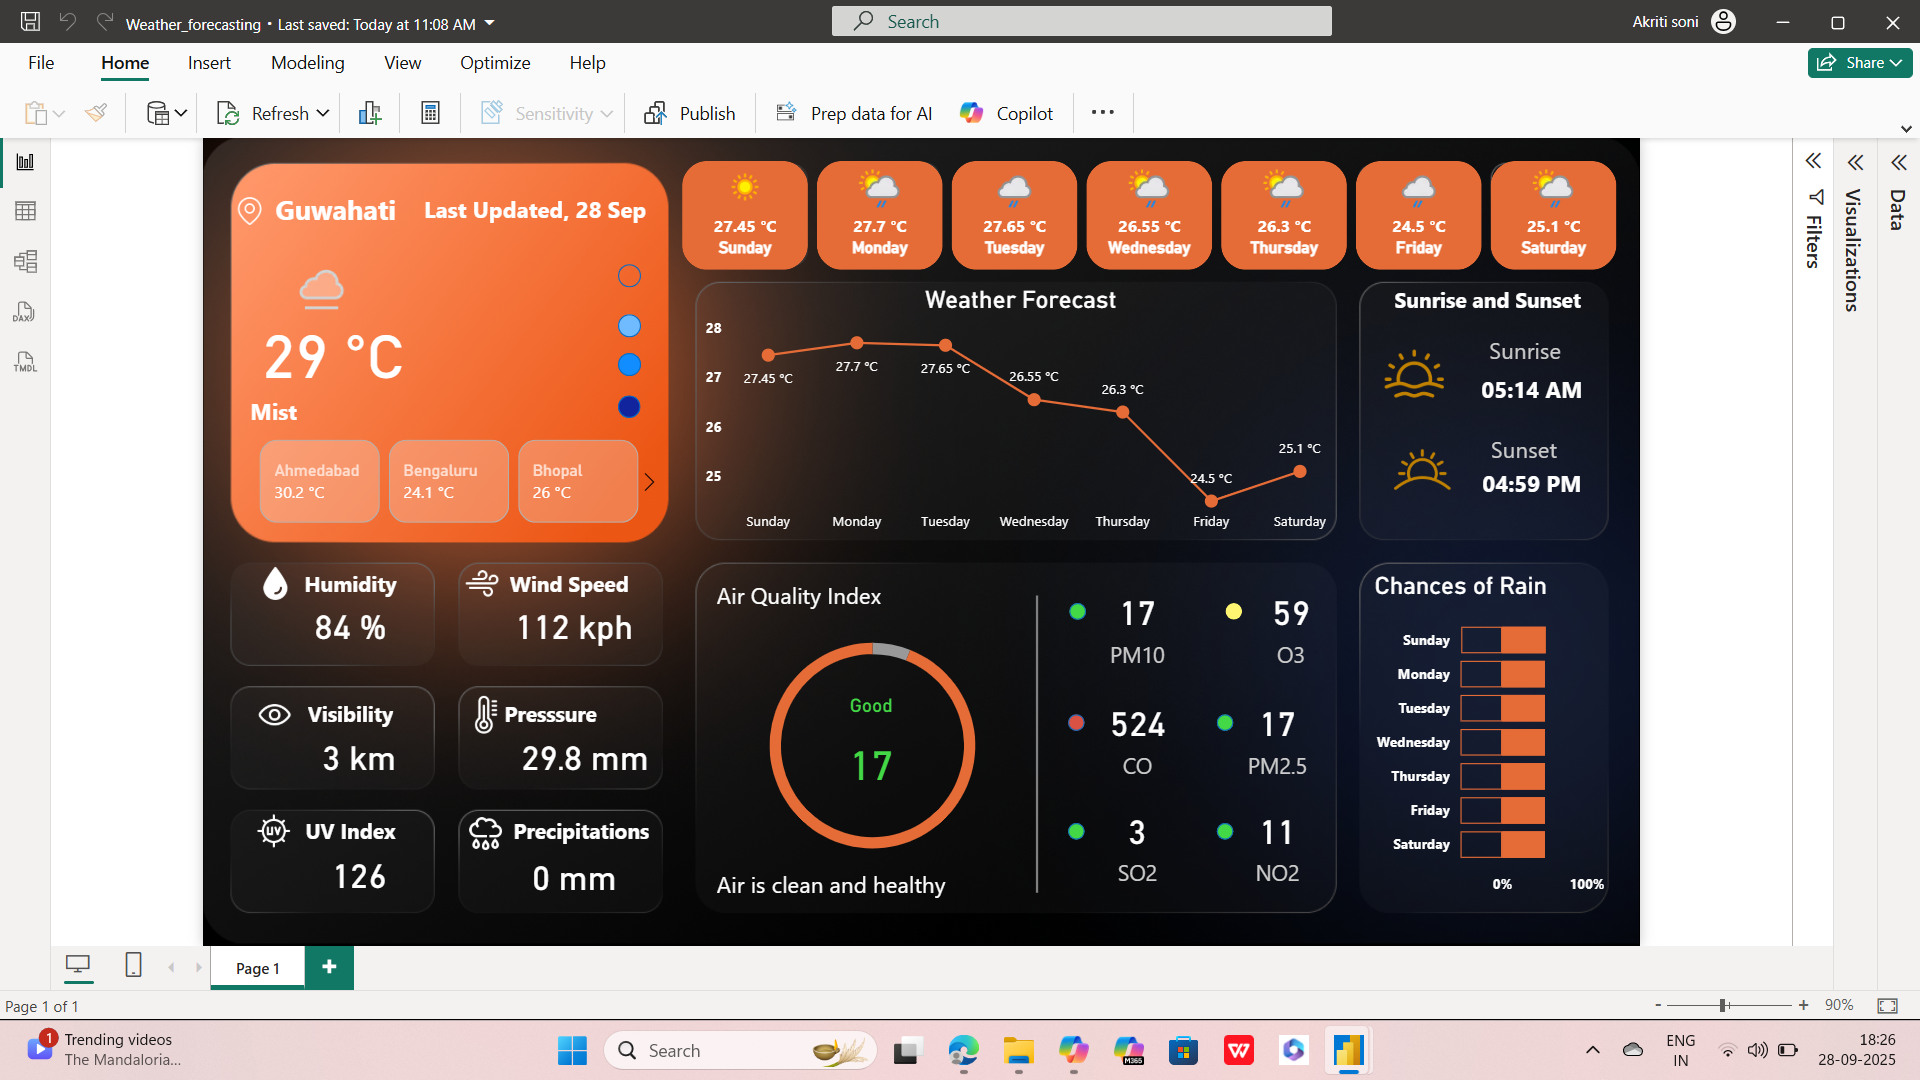 Weather_forecasting • Last saved: Today at 11:08 AM
Search
Akriti soni
File
Home
Insert
Modeling
View
Optimize
Help
Share
Refresh
Sensitivity
Publish
Prep data for AI
Copilot
DAX
TMDL
Guwahati
Last Updated, 28 Sep
29 °C
Mist
Ahmedabad
30.2 °C
Bengaluru
24.1 °C
Bhopal
26 °C
27.45 °C
Sunday
27.7 °C
Monday
27.65 °C
Tuesday
26.55 °C
Wednesday
26.3 °C
Thursday
24.5 °C
Friday
25.1 °C
Saturday
Weather Forecast
28
27
26
25
27.45 °C
27.7 °C
27.65 °C
26.55 °C
26.3 °C
24.5 °C
25.1 °C
Sunday
Monday
Tuesday
Wednesday
Thursday
Friday
Saturday
Sunrise and Sunset
Sunrise
05:14 AM
Sunset
04:59 PM
Humidity
84 %
Wind Speed
112 kph
Visibility
3 km
Presssure
29.8 mm
UV
UV Index
126
Precipitations
0 mm
Air Quality Index
Good
17
Air is clean and healthy
17
PM10
59
O3
524
CO
17
PM2.5
3
SO2
11
NO2
Chances of Rain
Sunday
Monday
Tuesday
Wednesday
Thursday
Friday
Saturday
0%
100%
Filters
Visualizations
Data
Page 1
Page 1 of 1
90%
1
Trending videos
The Mandaloria...
Search
M365
ENG
IN
18:26
28-09-2025